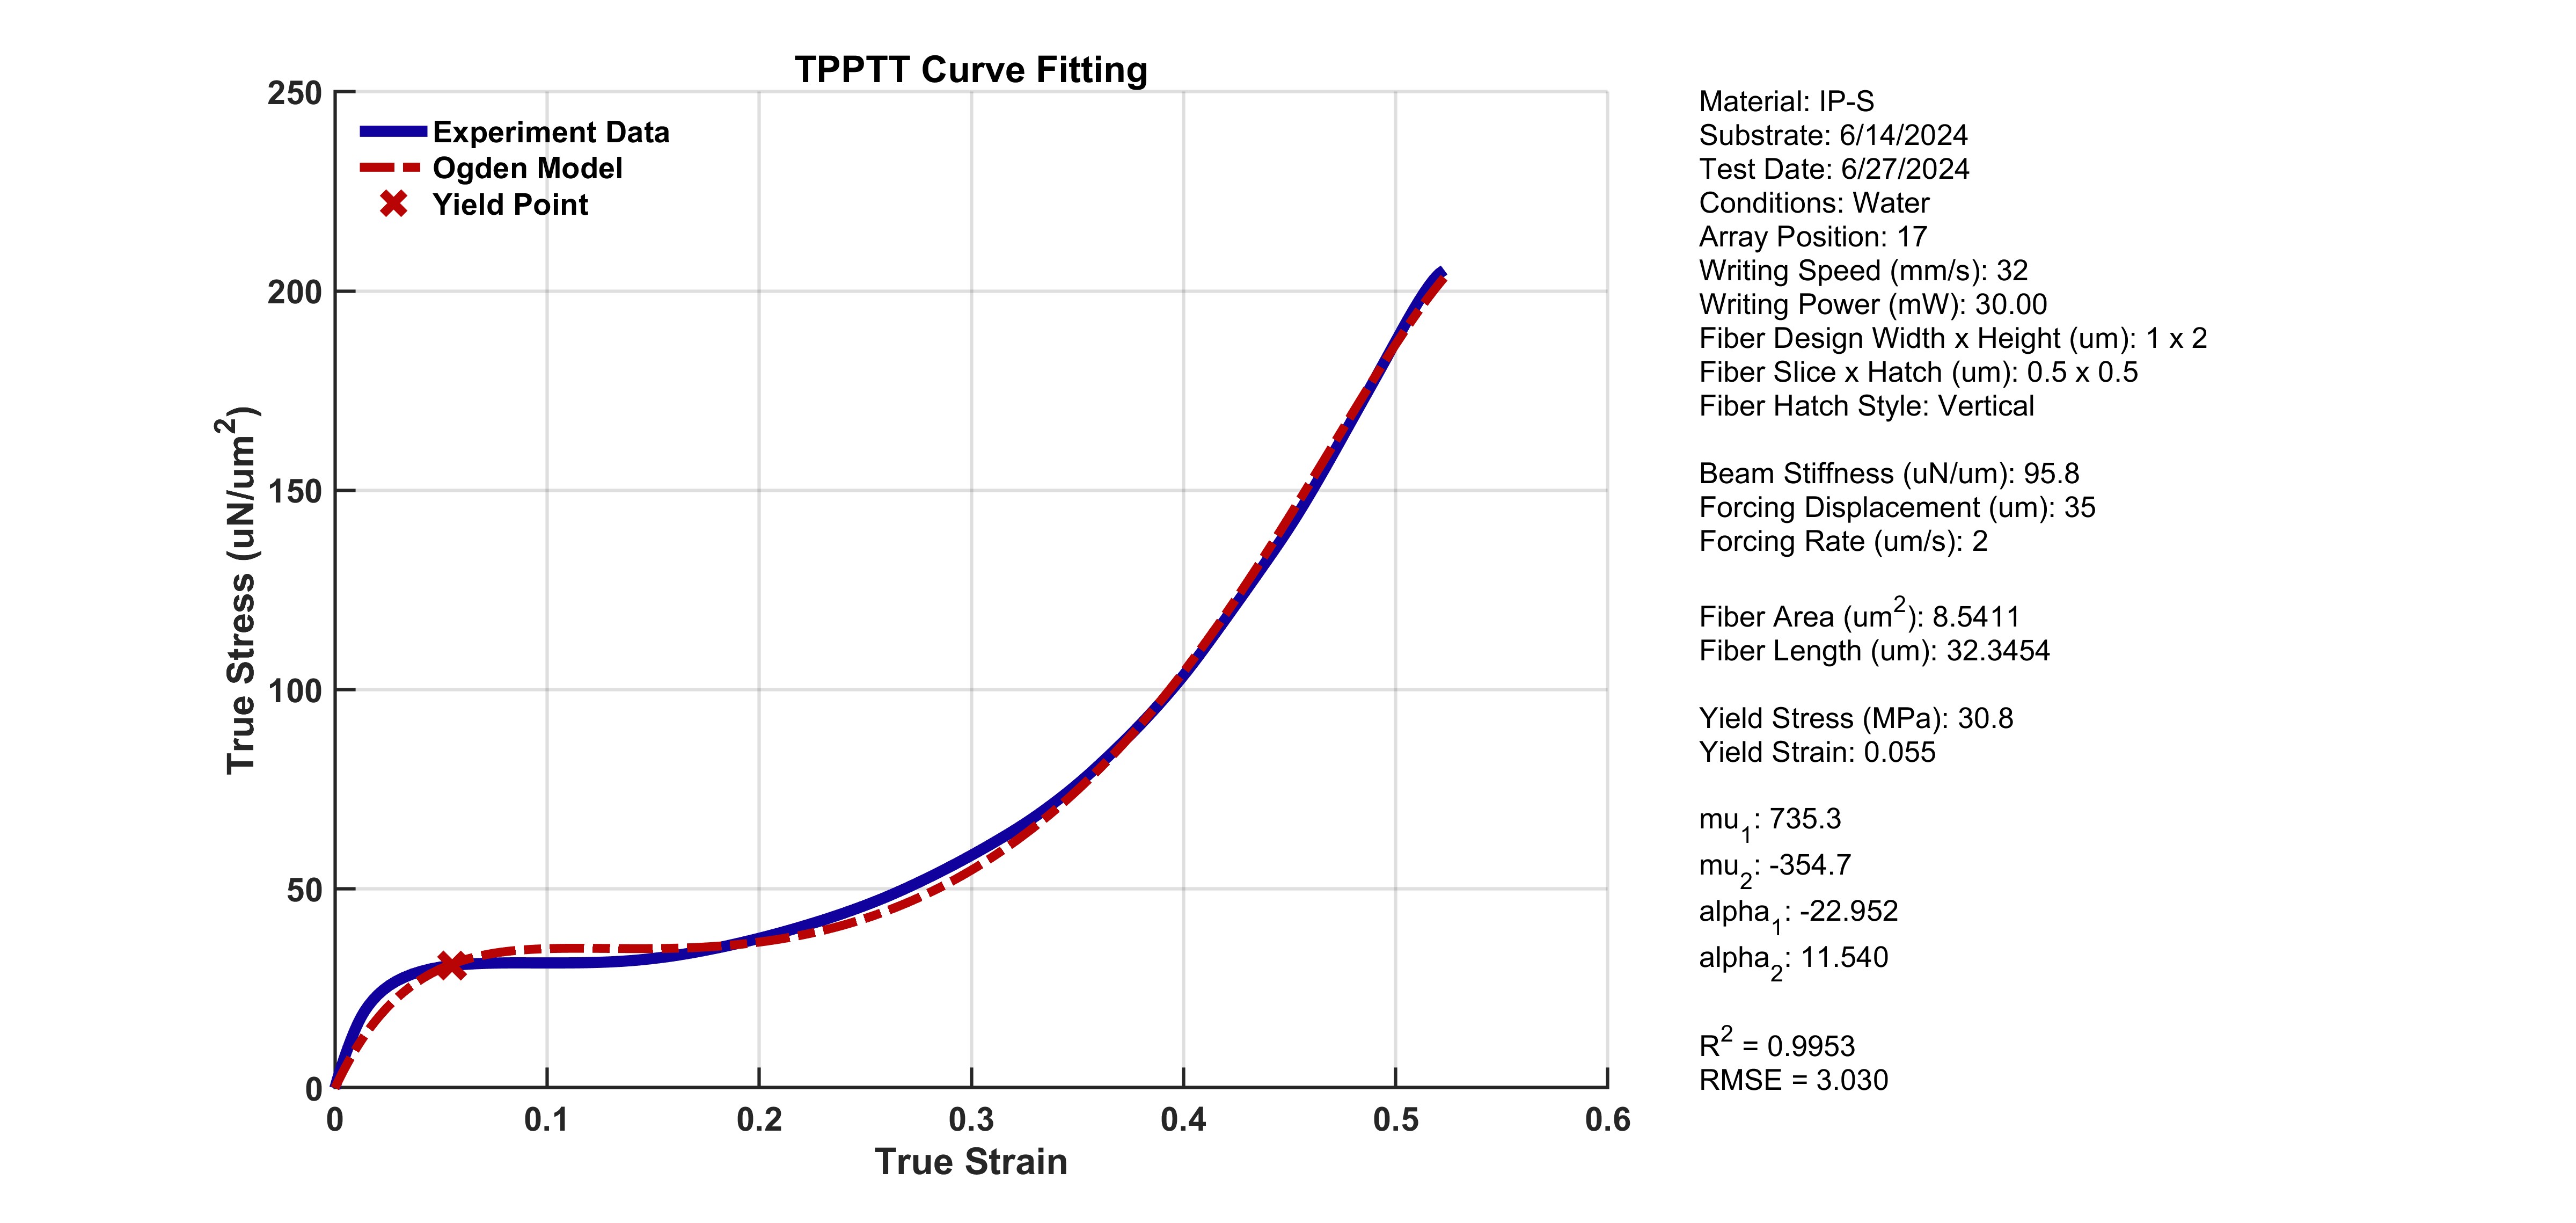 TPPTT Curve Fitting
250
200
150
100
50
0
Experiment Data
Ogden Model
Yield Point
True Stress (uN/um2)
0
0.1
0.2
0.3
0.4
0.5
0.6
True Strain
Material: IP-S
Substrate: 6/14/2024
Test Date: 6/27/2024
Conditions: Water
Array Position: 17
Writing Speed (mm/s): 32
Writing Power (mW): 30.00
Fiber Design Width x Height (um): 1 x 2
Fiber Slice x Hatch (um): 0.5 x 0.5
Fiber Hatch Style: Vertical
Beam Stiffness (uN/um): 95.8
Forcing Displacement (um): 35
Forcing Rate (um/s): 2
Fiber Area (um2): 8.5411
Fiber Length (um): 32.3454
Yield Stress (MPa): 30.8
Yield Strain: 0.055
mu1: 735.3
mu2: -354.7
alpha1: -22.952
alpha2: 11.540
R2 = 0.9953
RMSE = 3.030